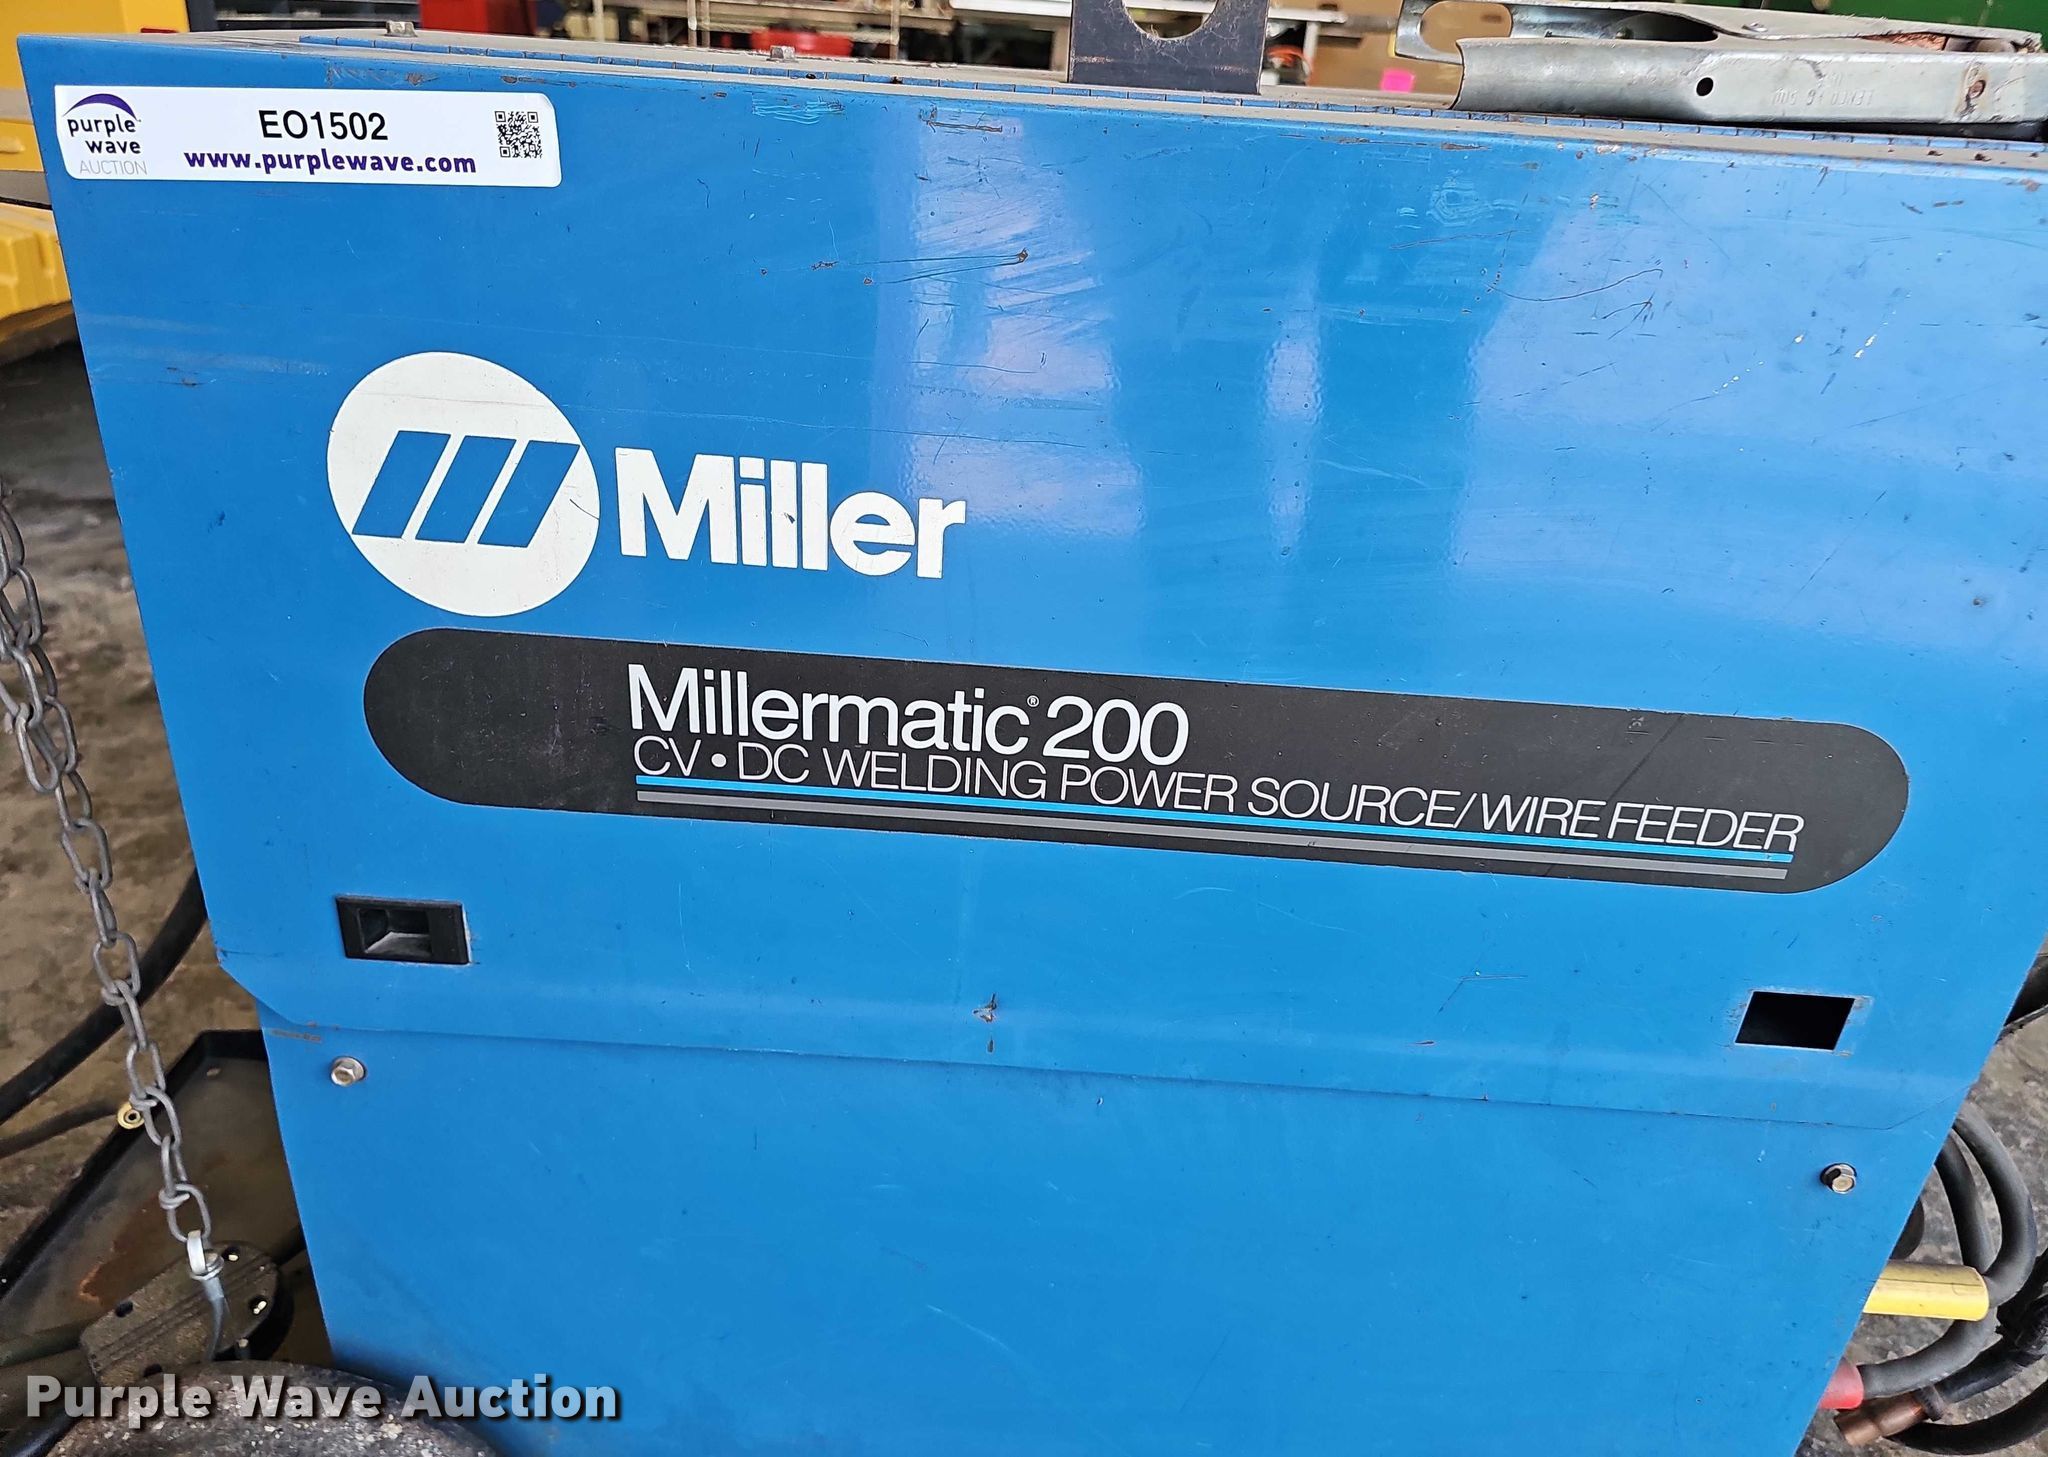 purple
wave
AUCTION
EO1502
www.purplewave.com
Miller
Millermatic® 200
CV • DC WELDING POWER SOURCE/WIRE FEEDER
Purple Wave Auction